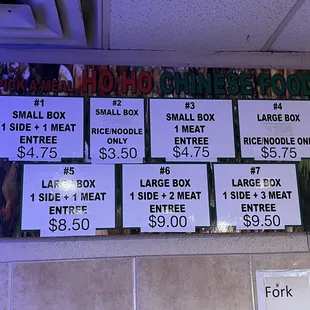 PICK A MEAL HO HO CHINESE FOOD
#1
SMALL BOX
1 SIDE + 1 MEAT
ENTREE
$4.75
#2
SMALL BOX
RICE/NOODLE
ONLY
$3.50
#3
SMALL BOX
1 MEAT
ENTREE
$4.75
#4
LARGE BOX
RICE/NOODLE ONLY
$5.75
#5
LARGE BOX
1 SIDE + 1 MEAT
ENTREE
$8.50
#6
LARGE BOX
1 SIDE + 2 MEAT
ENTREE
$9.00
#7
LARGE BOX
1 SIDE + 3 MEAT
ENTREE
$9.50
Fork